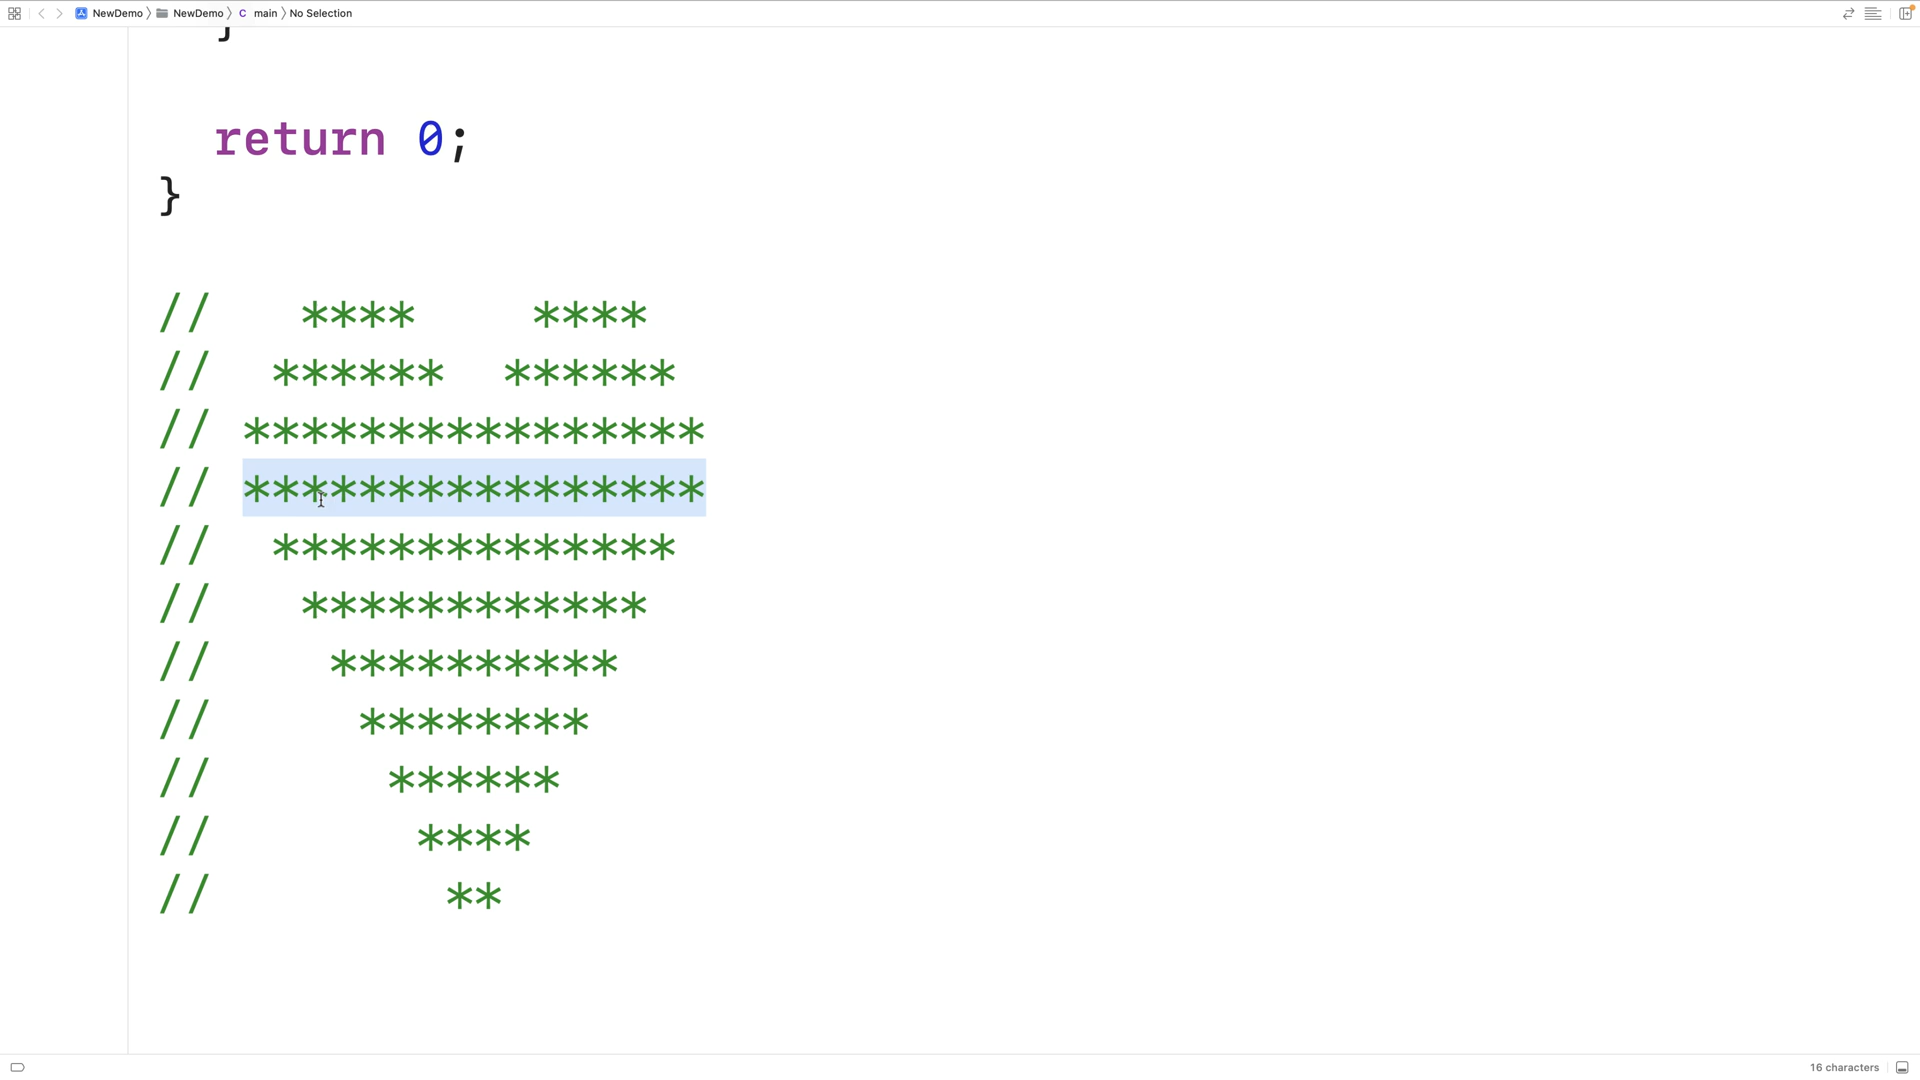 NewDemo 〉 NewDemo 〉 C main 〉 No Selection
}
return 0;
}
//   ****    ****
//  ******  ******
// ****************
// ****************
//  **************
//   ************
//    **********
//     ********
//      ******
//       ****
//        **
16 characters